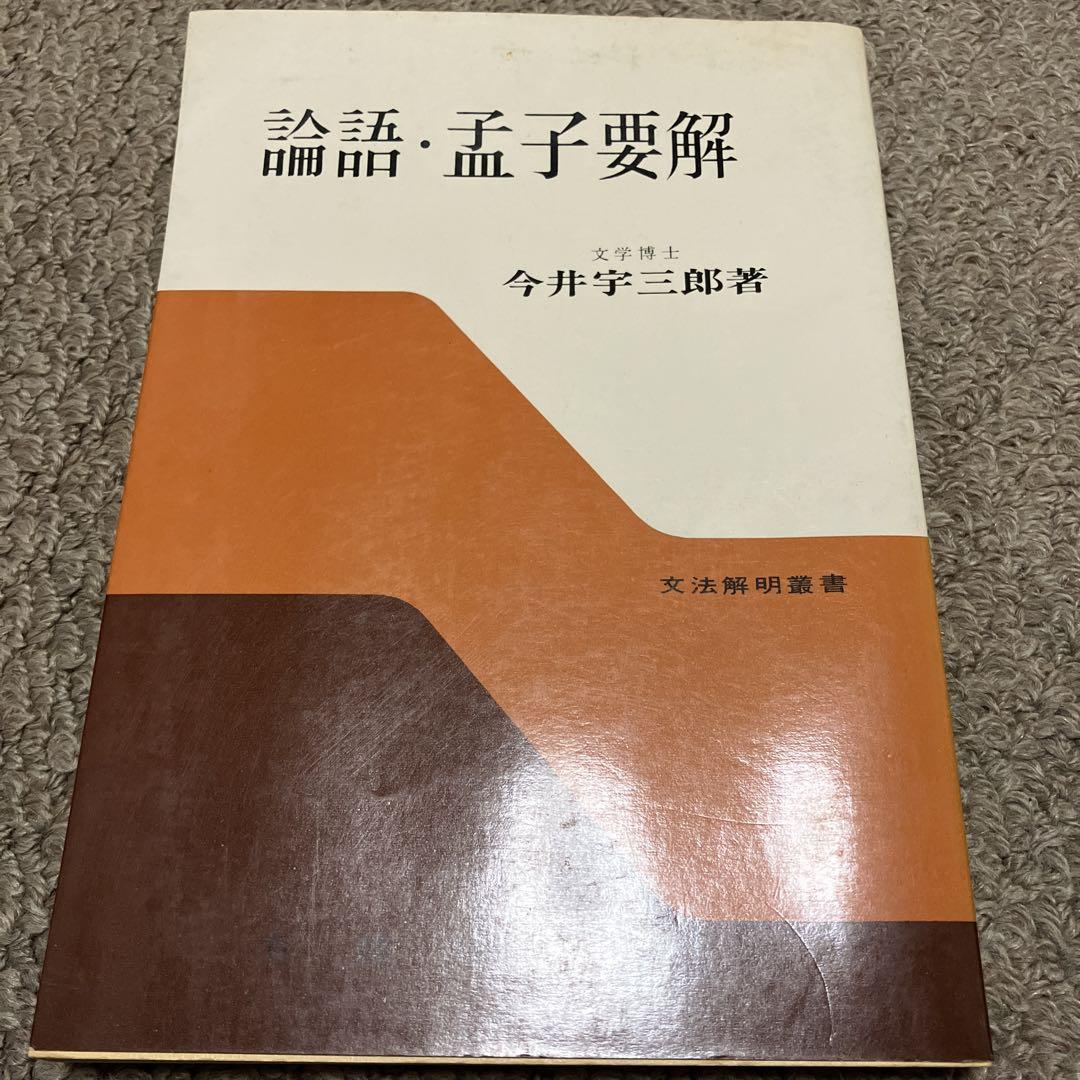 論語・孟子要解
文学博士
今井宇三郎著
文法解明叢書